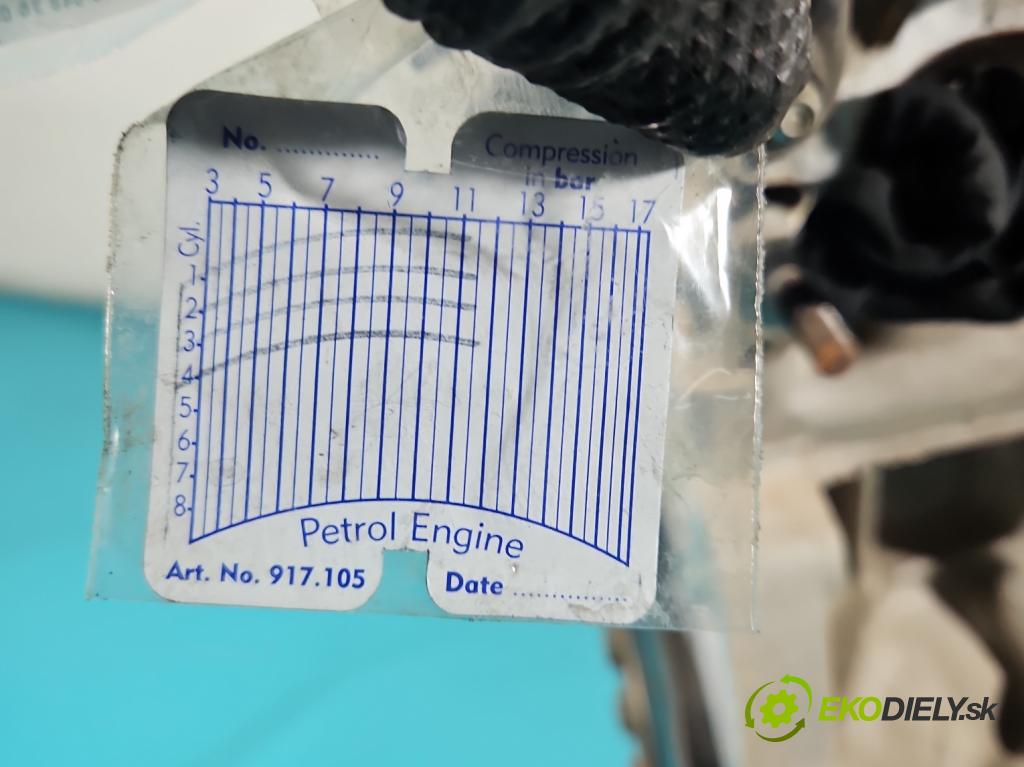 No. .............
Compression
in bar
3 5 7 9 11 13 15 17
Cyl.
1
2
3
4
5
6
7
8
Petrol Engine
Art. No. 917.105
Date ...............
EKODIELY.sk